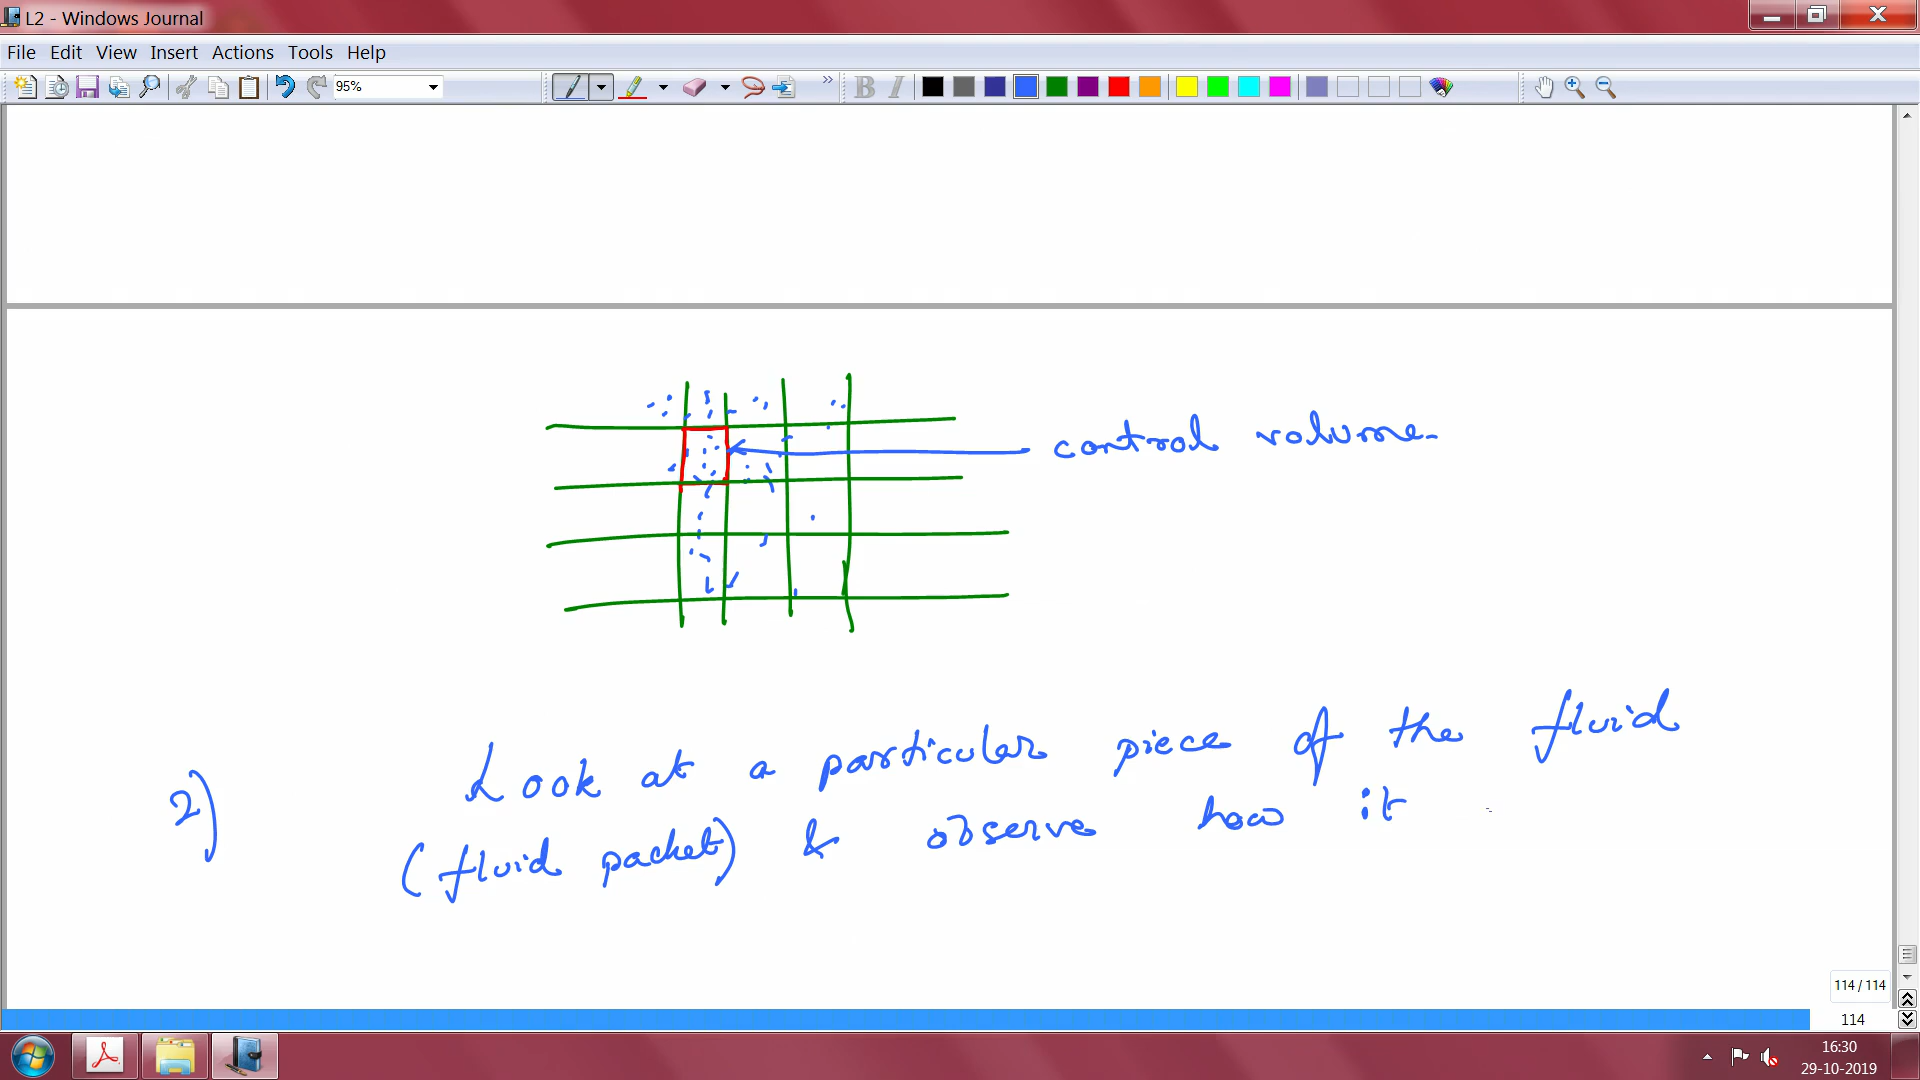 L2 - Windows Journal
File Edit View Insert Actions Tools Help
95%
control volume
2) Look at a particular piece of the fluid
(fluid packet) & observe how it
114 / 114
114
16:30
29-10-2019